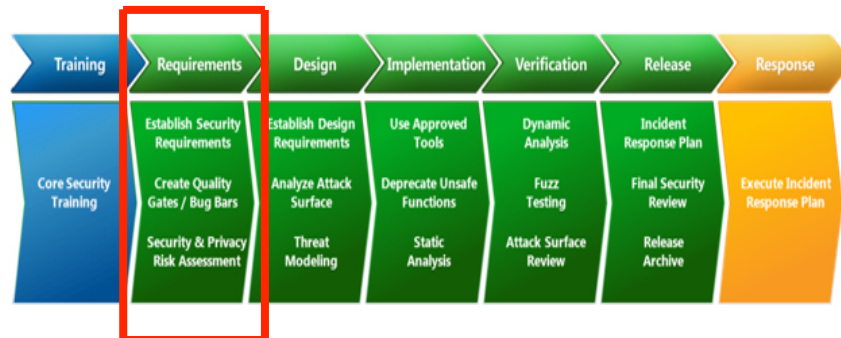 Training
Requirements
Design
Implementation
Verification
Release
Response
Core Security
Training
Establish Security
Requirements
Create Quality
Gates / Bug Bars
Security & Privacy
Risk Assessment
Establish Design
Requirements
Analyze Attack
Surface
Threat
Modeling
Use Approved
Tools
Deprecate Unsafe
Functions
Static
Analysis
Dynamic
Analysis
Fuzz
Testing
Attack Surface
Review
Incident
Response Plan
Final Security
Review
Release
Archive
Execute Incident
Response Plan